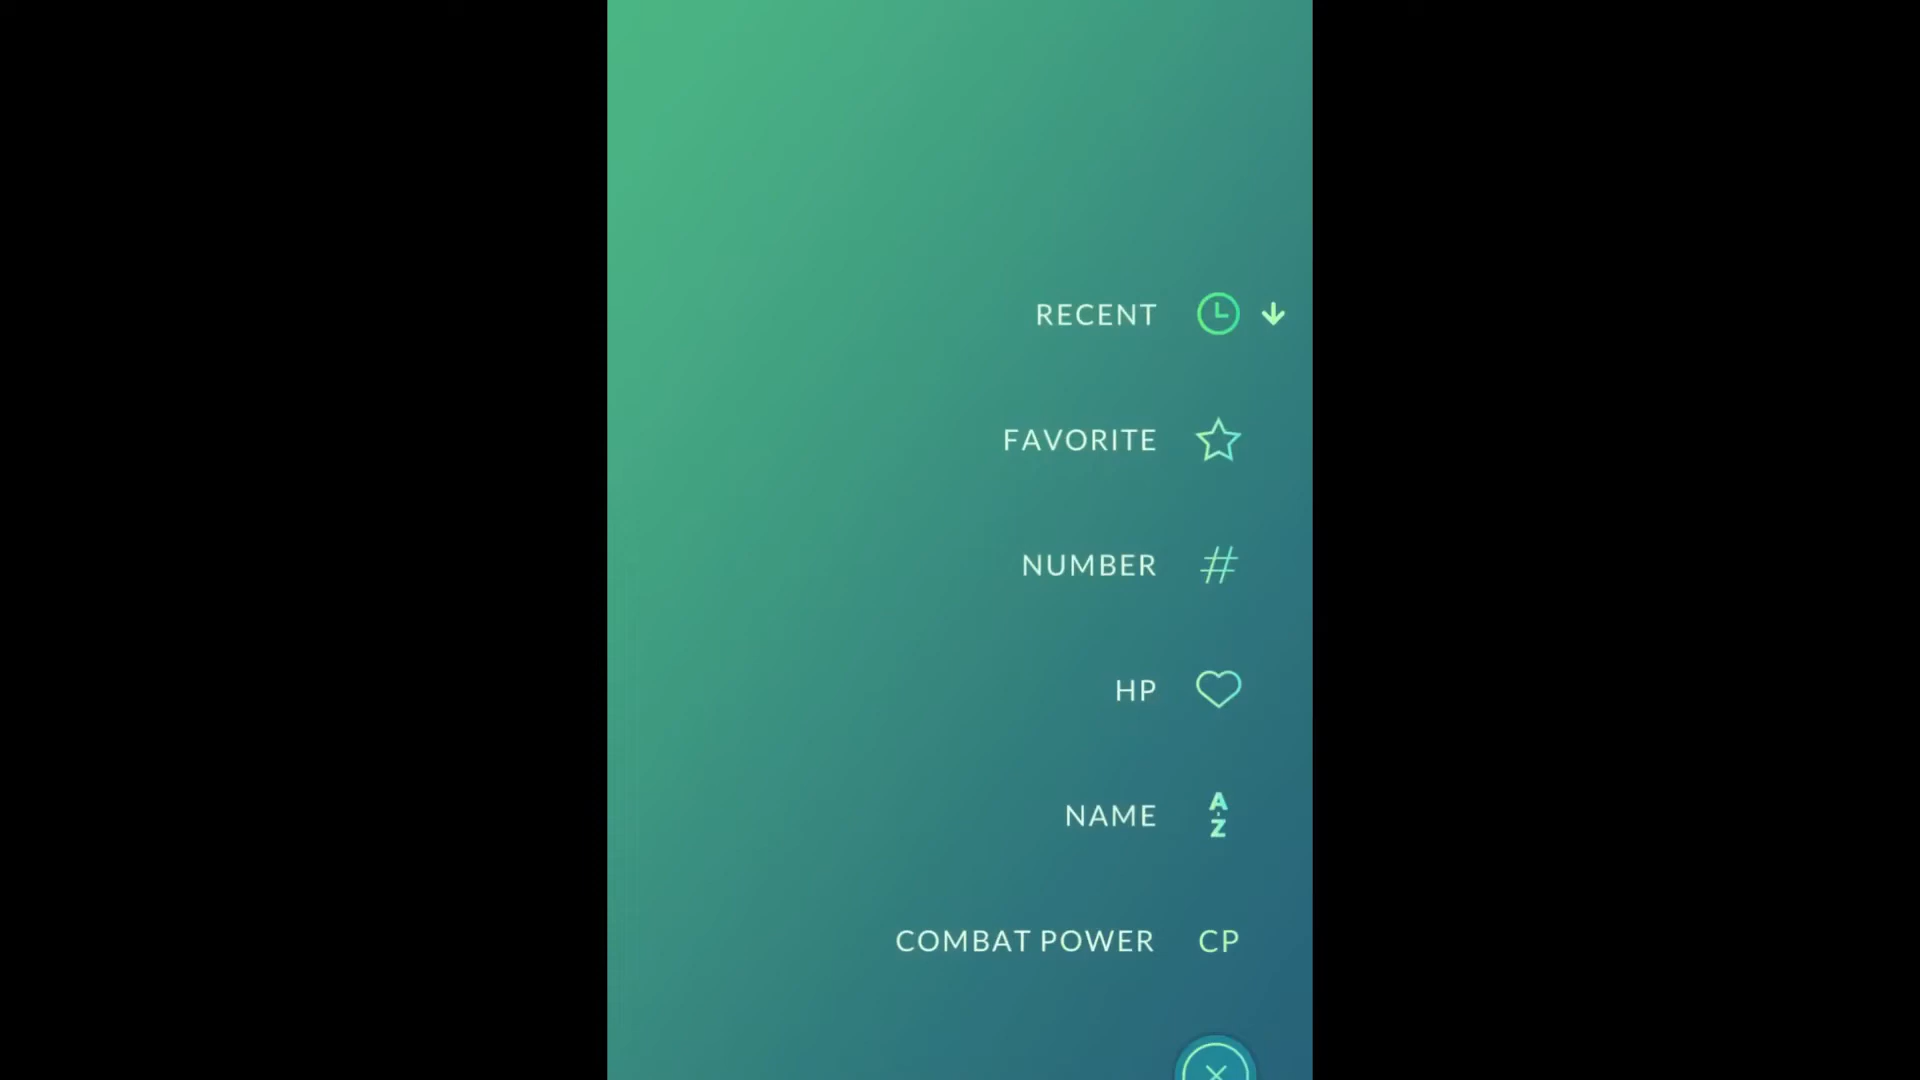 RECENT
FAVORITE
NUMBER #
HP
NAME A-Z
COMBAT POWER CP